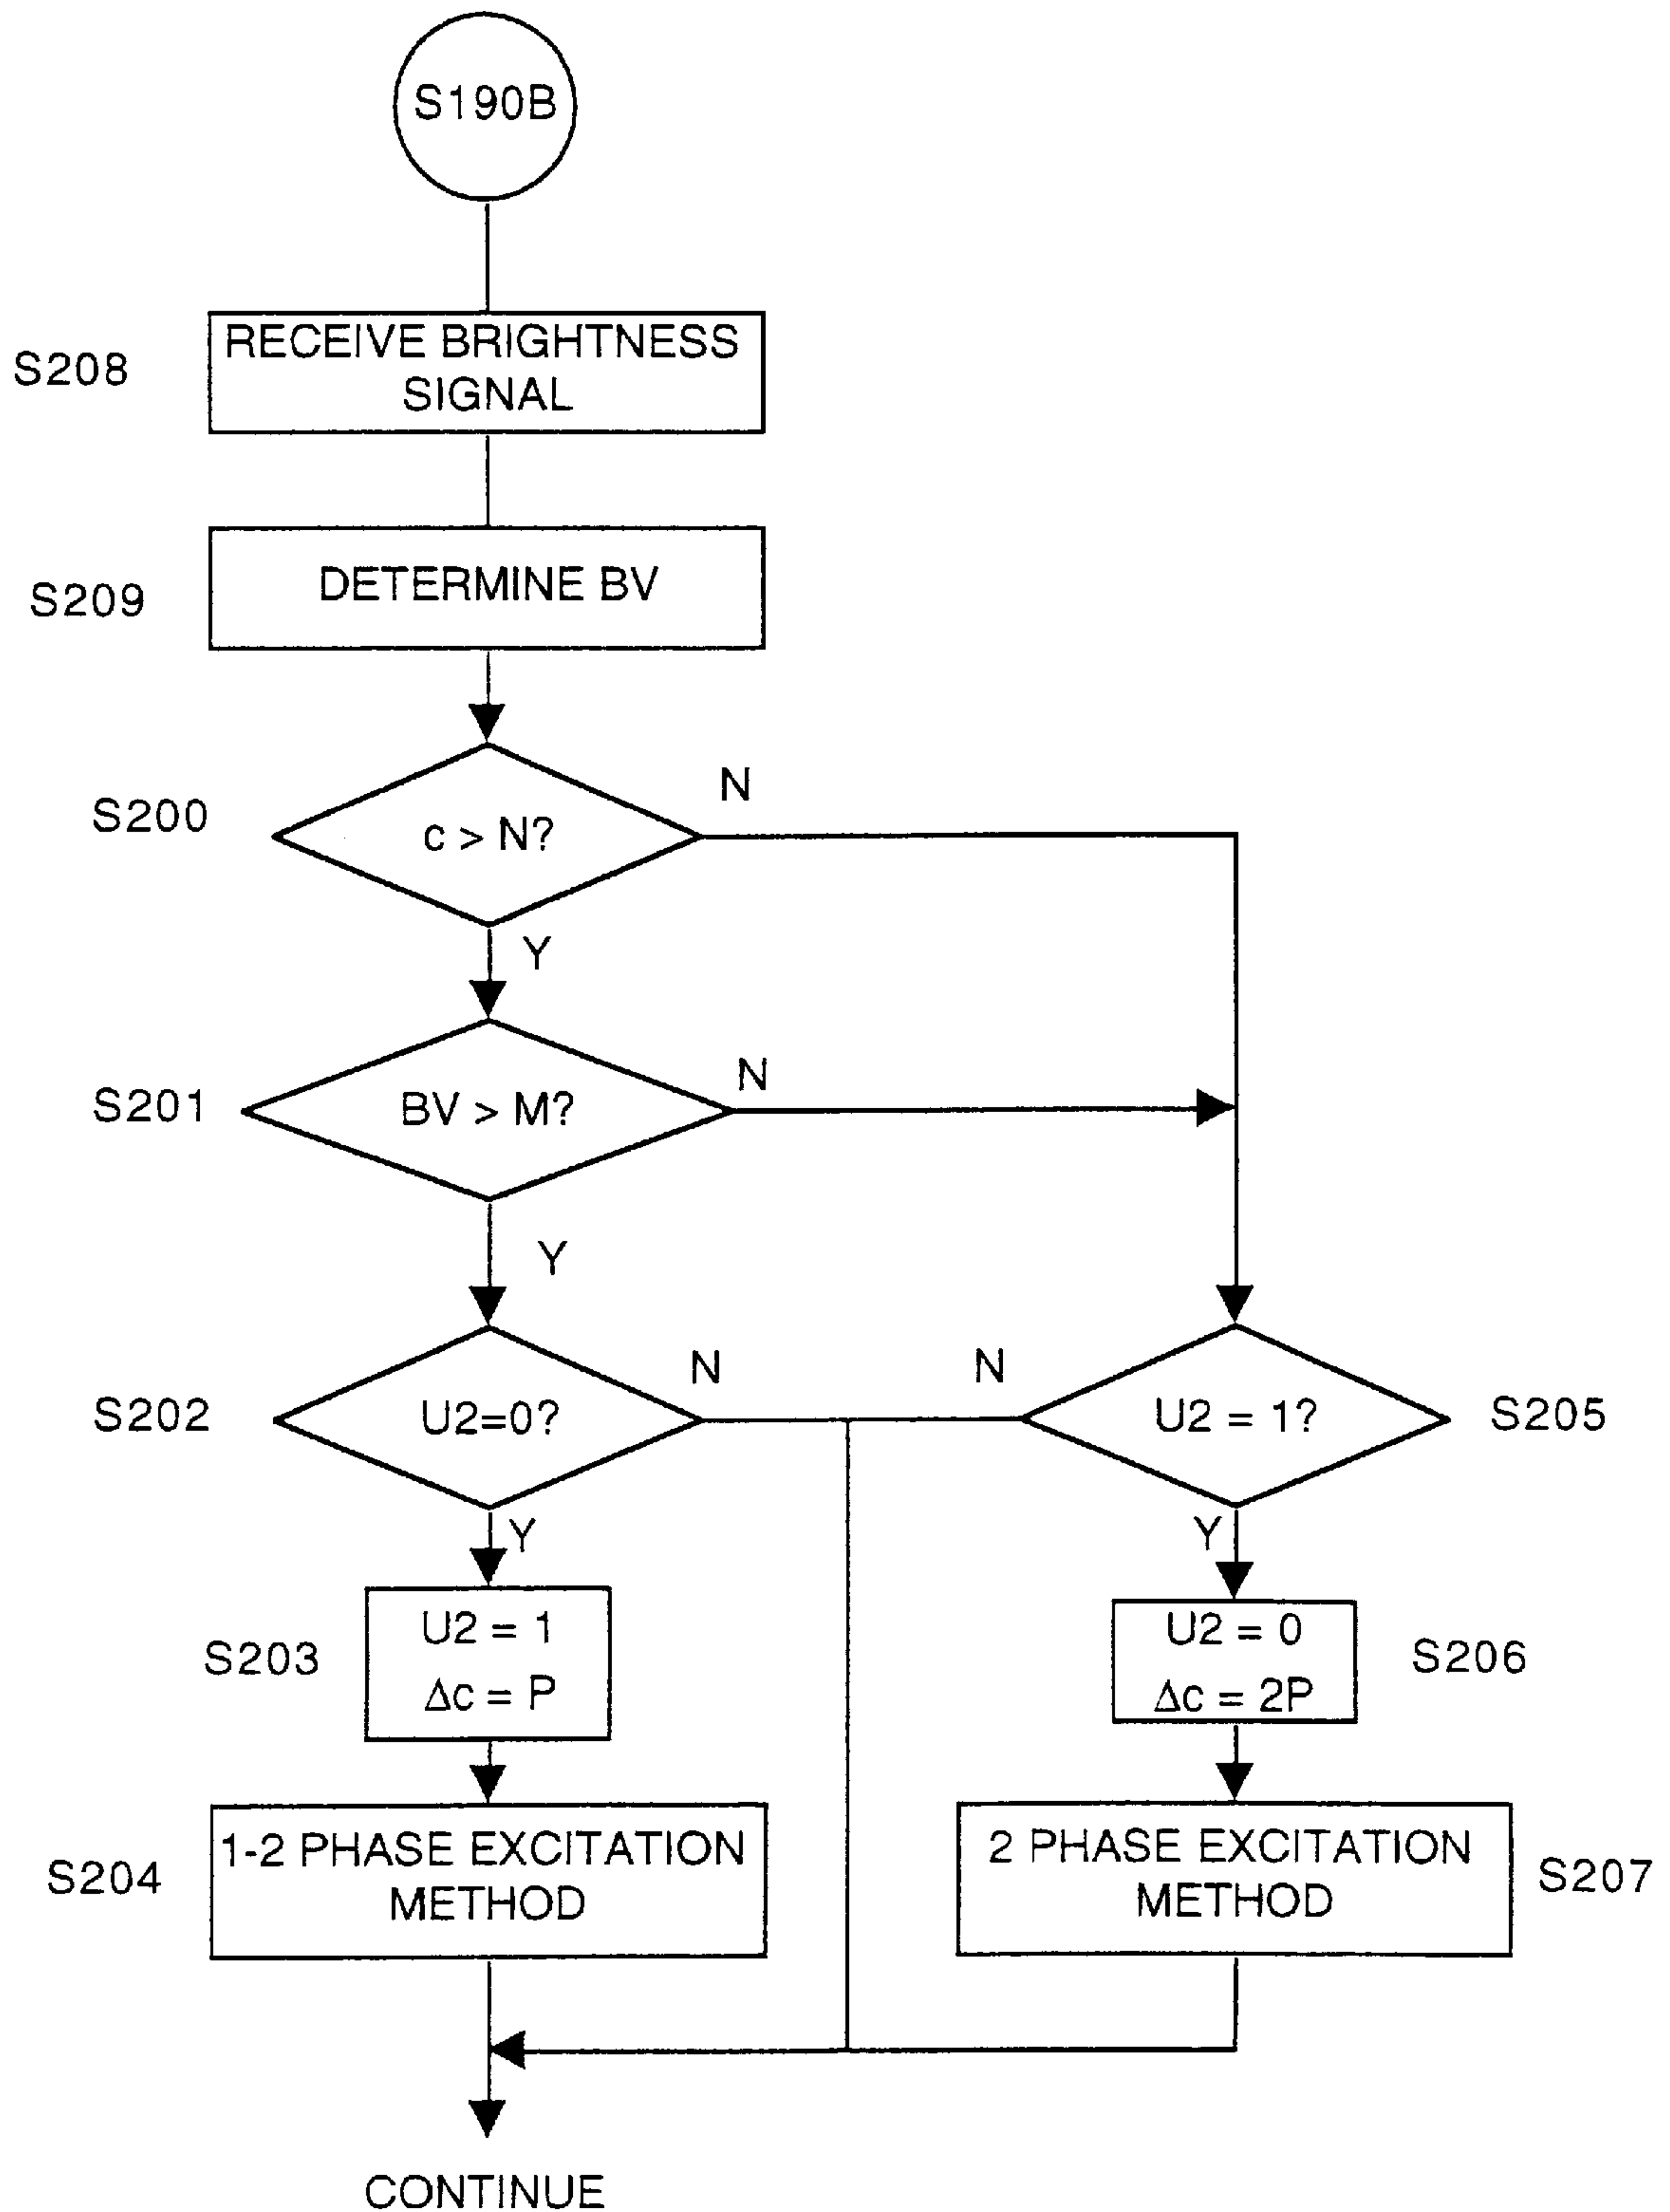 S190B
S208
RECEIVE BRIGHTNESS
SIGNAL
S209
DETERMINE BV
S200
c > N?
N
Y
S201
BV > M?
N
Y
S202
U2=0?
N
N
U2 = 1?
S205
Y
Y
S203
U2 = 1
Δc = P
U2 = 0
Δc = 2P
S206
S204
1-2 PHASE EXCITATION
METHOD
2 PHASE EXCITATION
METHOD
S207
CONTINUE